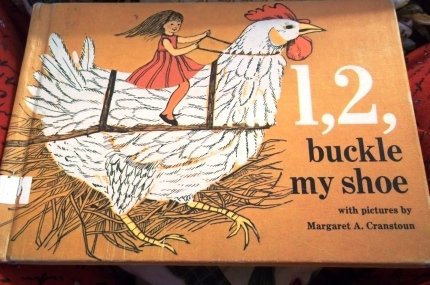 1,2,
buckle
my shoe
with pictures by
Margaret A. Cranstoun